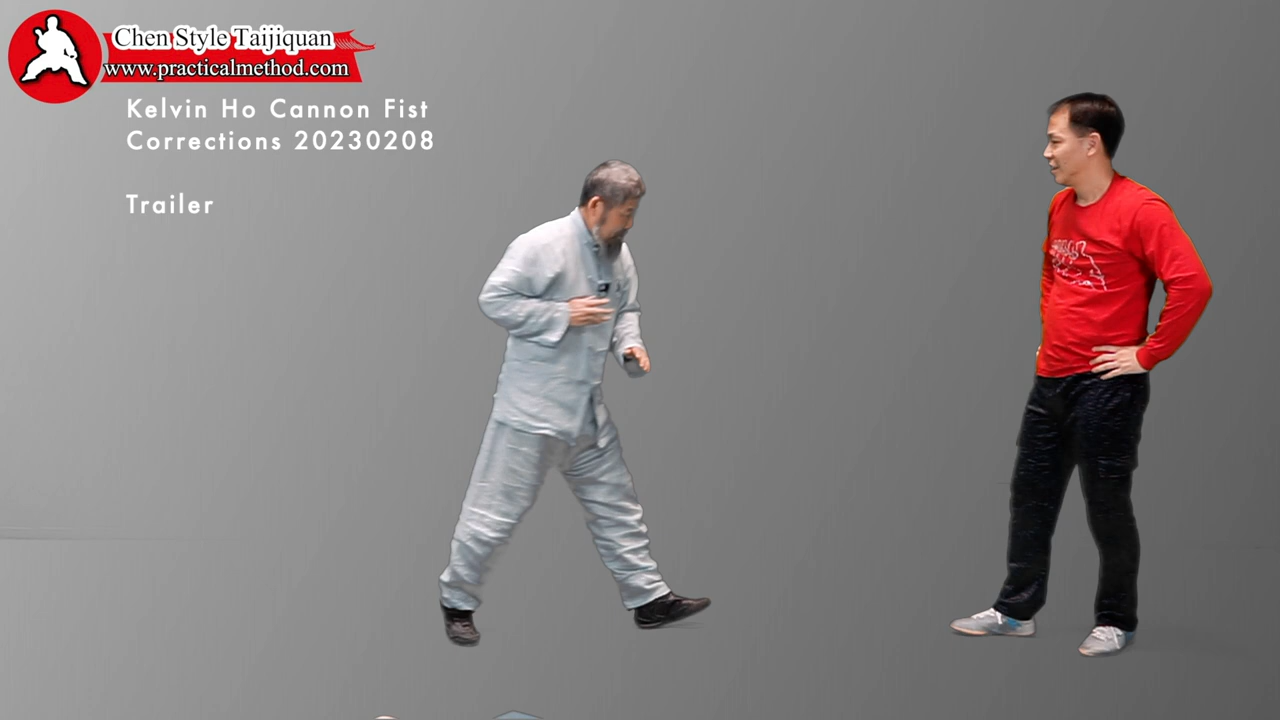 Chen Style Taijiquan
www.practicalmethod.com
Kelvin Ho Cannon Fist
Corrections 20230208
Trailer